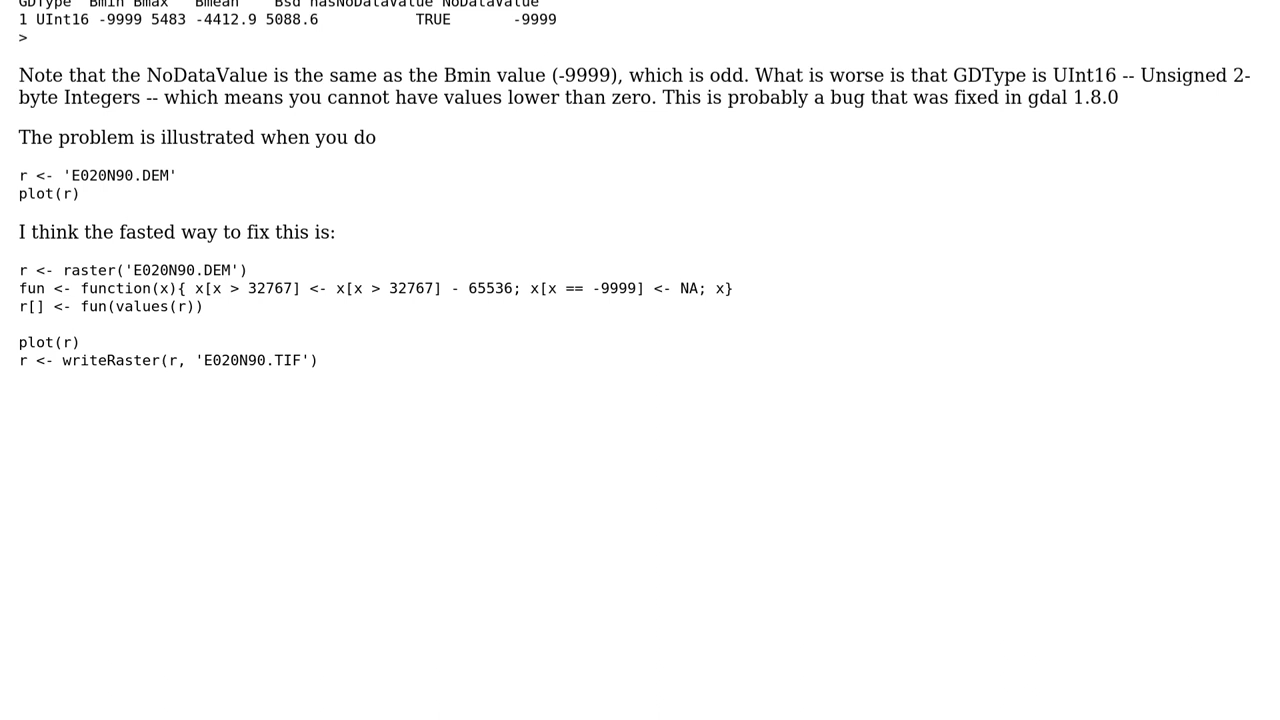 GDType  Bmin Bmax   Bmean    Bsd hasNoDataValue NoDataValue
1 UInt16 -9999 5483 -4412.9 5088.6           TRUE       -9999
>
Note that the NoDataValue is the same as the Bmin value (-9999), which is odd. What is worse is that GDType is UInt16 -- Unsigned 2-
byte Integers -- which means you cannot have values lower than zero. This is probably a bug that was fixed in gdal 1.8.0
The problem is illustrated when you do
r <- 'E020N90.DEM'
plot(r)
I think the fasted way to fix this is:
r <- raster('E020N90.DEM')
fun <- function(x){ x[x > 32767] <- x[x > 32767] - 65536; x[x == -9999] <- NA; x}
r[] <- fun(values(r))
plot(r)
r <- writeRaster(r, 'E020N90.TIF')